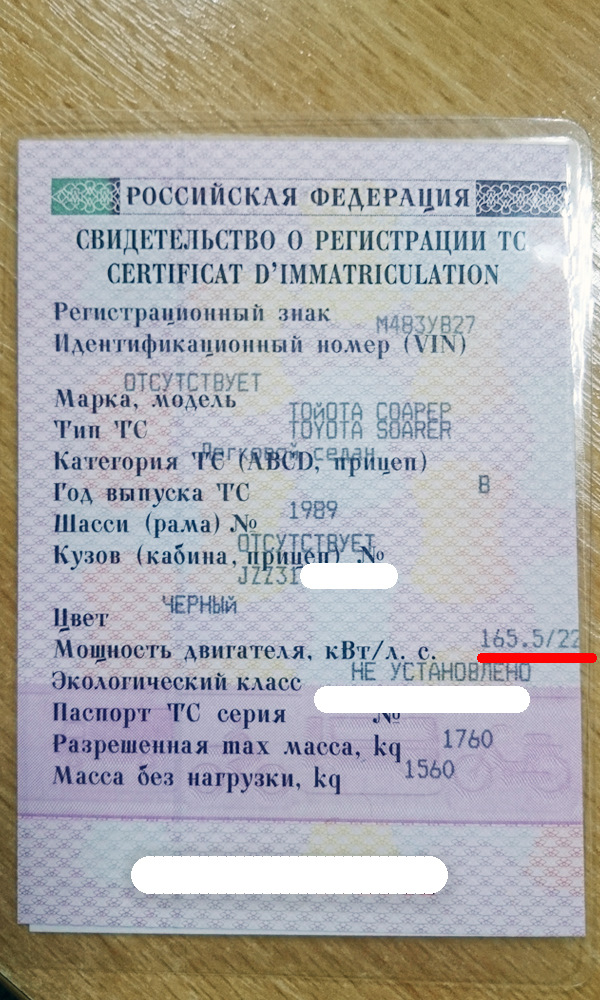 РОССИЙСКАЯ ФЕДЕРАЦИЯ
СВИДЕТЕЛЬСТВО О РЕГИСТРАЦИИ ТС
CERTIFICAT D'IMMATRICULATION
Регистрационный знак М483УВ27
Идентификационный номер (VIN)
ОТСУТСТВУЕТ
Марка, модель ТОЙОТА СОАРЕР
Тип ТС TOYOTA SOARER
Легковой седан
Категория ТС (ABCD, прицеп) В
Год выпуска ТС 1989
Шасси (рама) № ОТСУТСТВУЕТ
Кузов (кабина, прицеп) №
JZZ31
Цвет ЧЕРНЫЙ
Мощность двигателя, кВт/л. с. 165.5/22
Экологический класс НЕ УСТАНОВЛЕНО
Паспорт ТС серия №
Разрешенная max масса, kg 1760
Масса без нагрузки, kg 1560